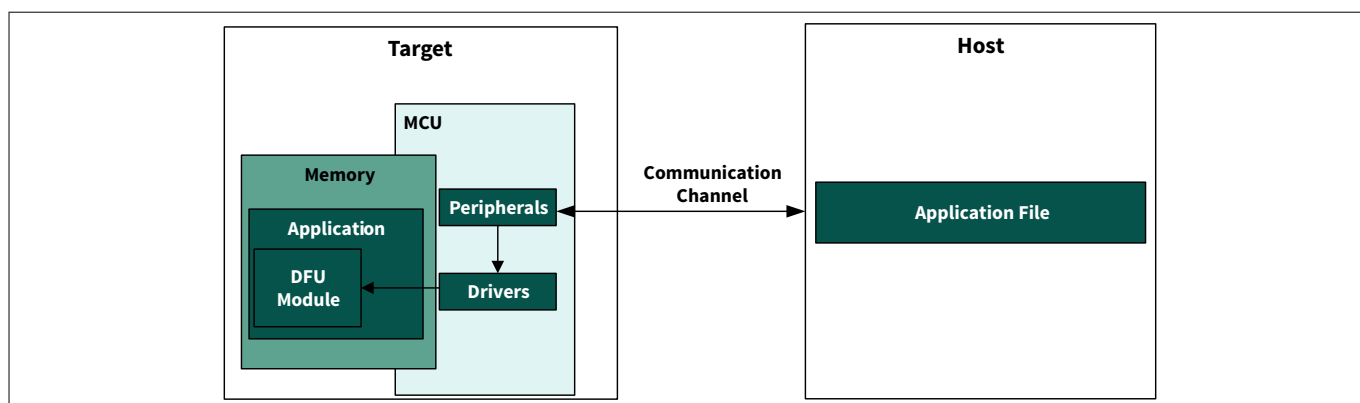 Target
MCU
Memory
Peripherals
Application
DFU
Module
Drivers
Communication
Channel
Host
Application File